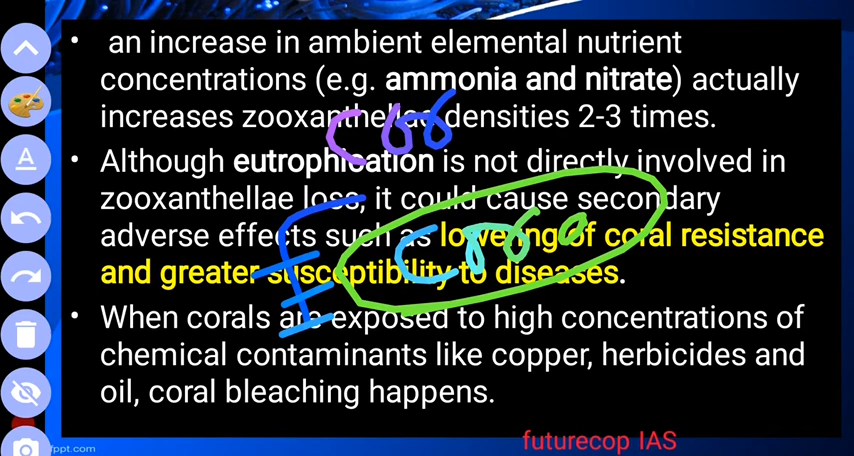 • an increase in ambient elemental nutrient
concentrations (e.g. ammonia and nitrate) actually
increases zooxanthellae densities 2-3 times.
• Although eutrophication is not directly involved in
zooxanthellae loss, it could cause secondary
adverse effects such as lowering of coral resistance
and greater susceptibility to diseases.
• When corals are exposed to high concentrations of
chemical contaminants like copper, herbicides and
oil, coral bleaching happens.
fppt.com
futurecop IAS